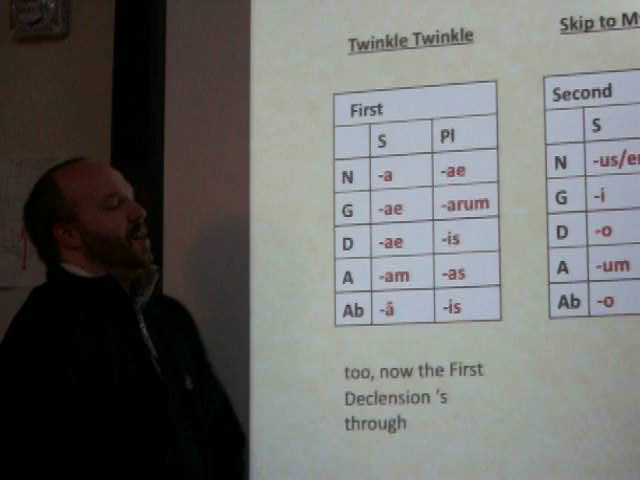 Twinkle Twinkle
First
S Pl
N -a -ae
G -ae -arum
D -ae -is
A -am -as
Ab -ā -is
too, now the First
Declension 's
through
Skip to
Second
S
N -us/
G -i
D -o
A -um
Ab -o